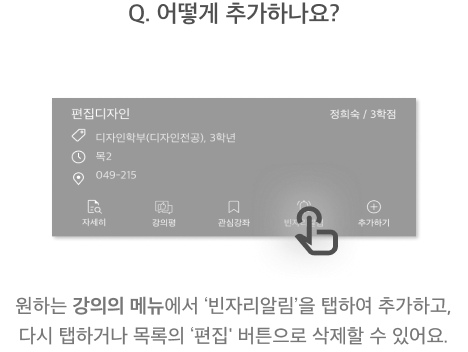 Q. 어떻게 추가하나요?
편집디자인
정희숙 / 3학점
디자인학부(디자인전공), 3학년
목2
049-215
자세히 강의평 관심강좌 추가하기
원하는 강의의 메뉴에서 ‘빈자리알림’을 탭하여 추가하고,
다시 탭하거나 목록의 ‘편집' 버튼으로 삭제할 수 있어요.